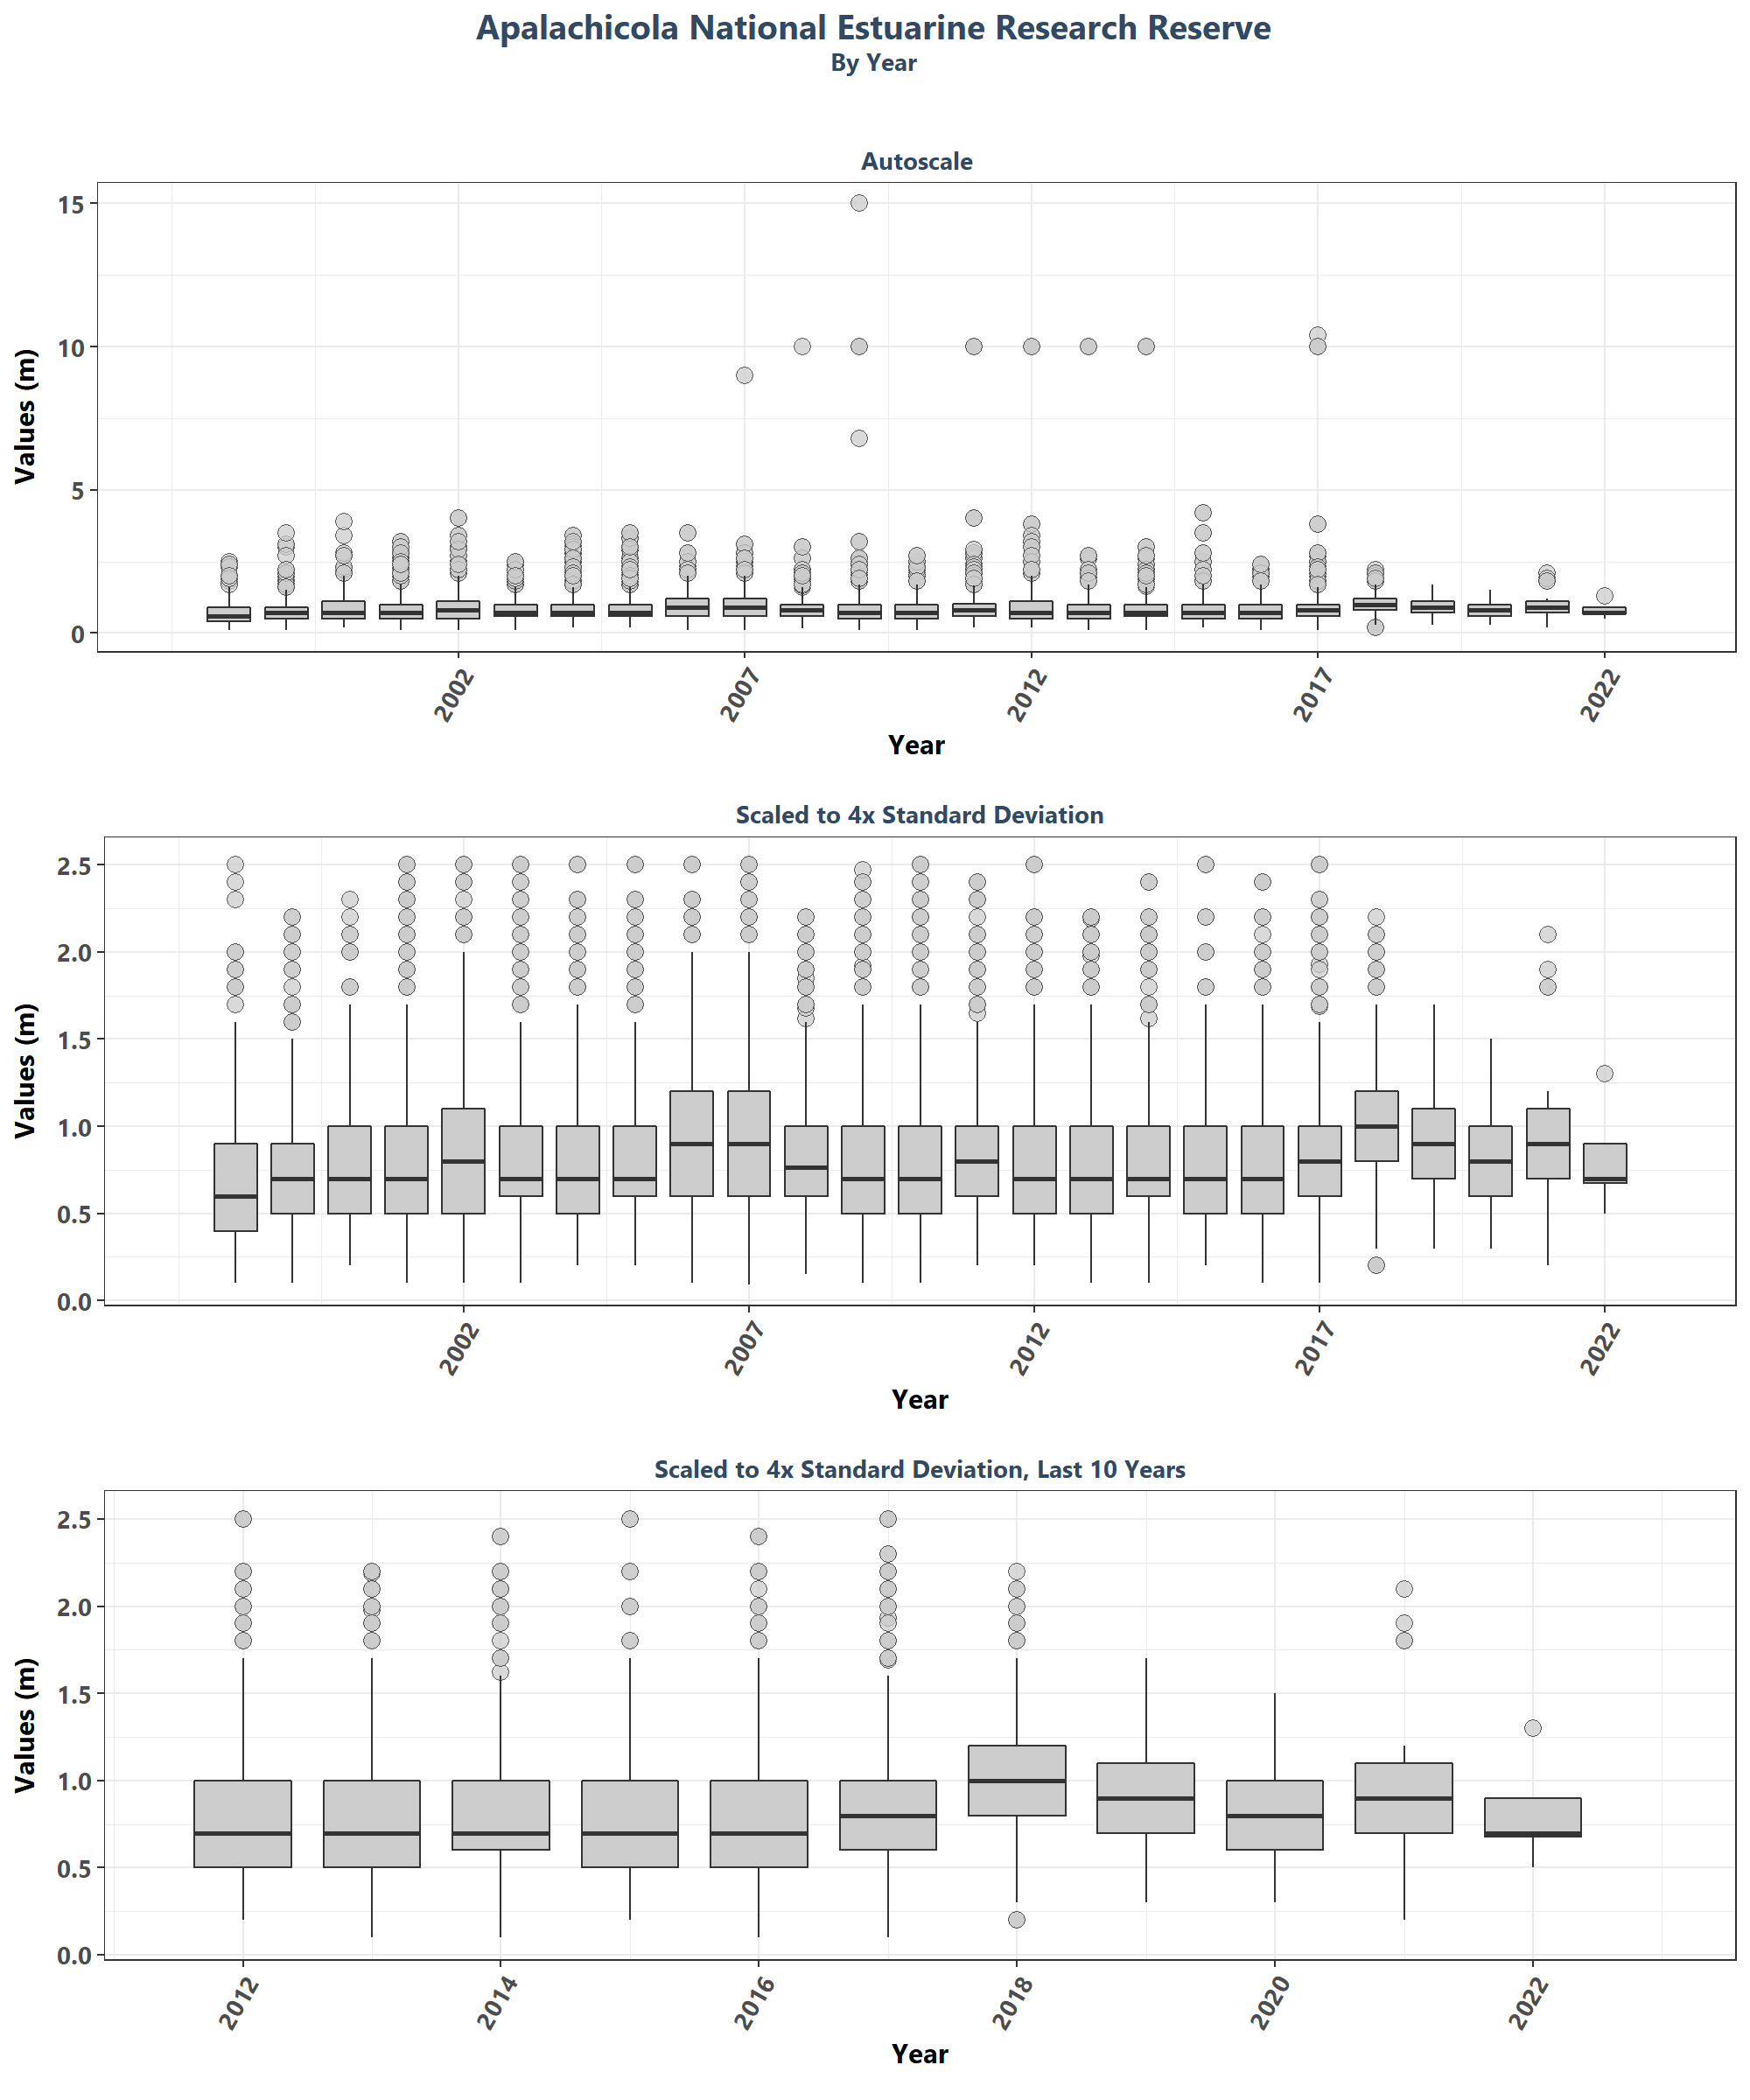 Apalachicola National Estuarine Research Reserve
By Year
Autoscale
Values (m)
15
10
5
0
2002 2007 2012 2017 2022
Year
Scaled to 4x Standard Deviation
Values (m)
2.5
2.0
1.5
1.0
0.5
0.0
2002 2007 2012 2017 2022
Year
Scaled to 4x Standard Deviation, Last 10 Years
Values (m)
2.5
2.0
1.5
1.0
0.5
0.0
2012 2014 2016 2018 2020 2022
Year